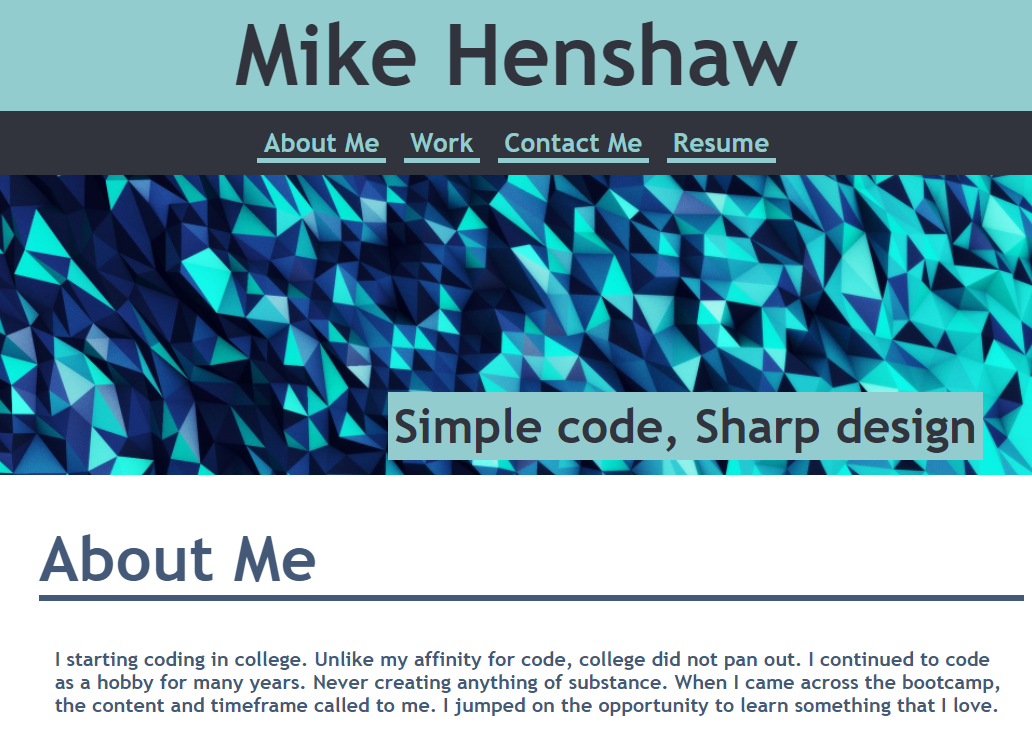 Mike Henshaw
About Me Work Contact Me Resume
Simple code, Sharp design
About Me
I starting coding in college. Unlike my affinity for code, college did not pan out. I continued to code
as a hobby for many years. Never creating anything of substance. When I came across the bootcamp,
the content and timeframe called to me. I jumped on the opportunity to learn something that I love.